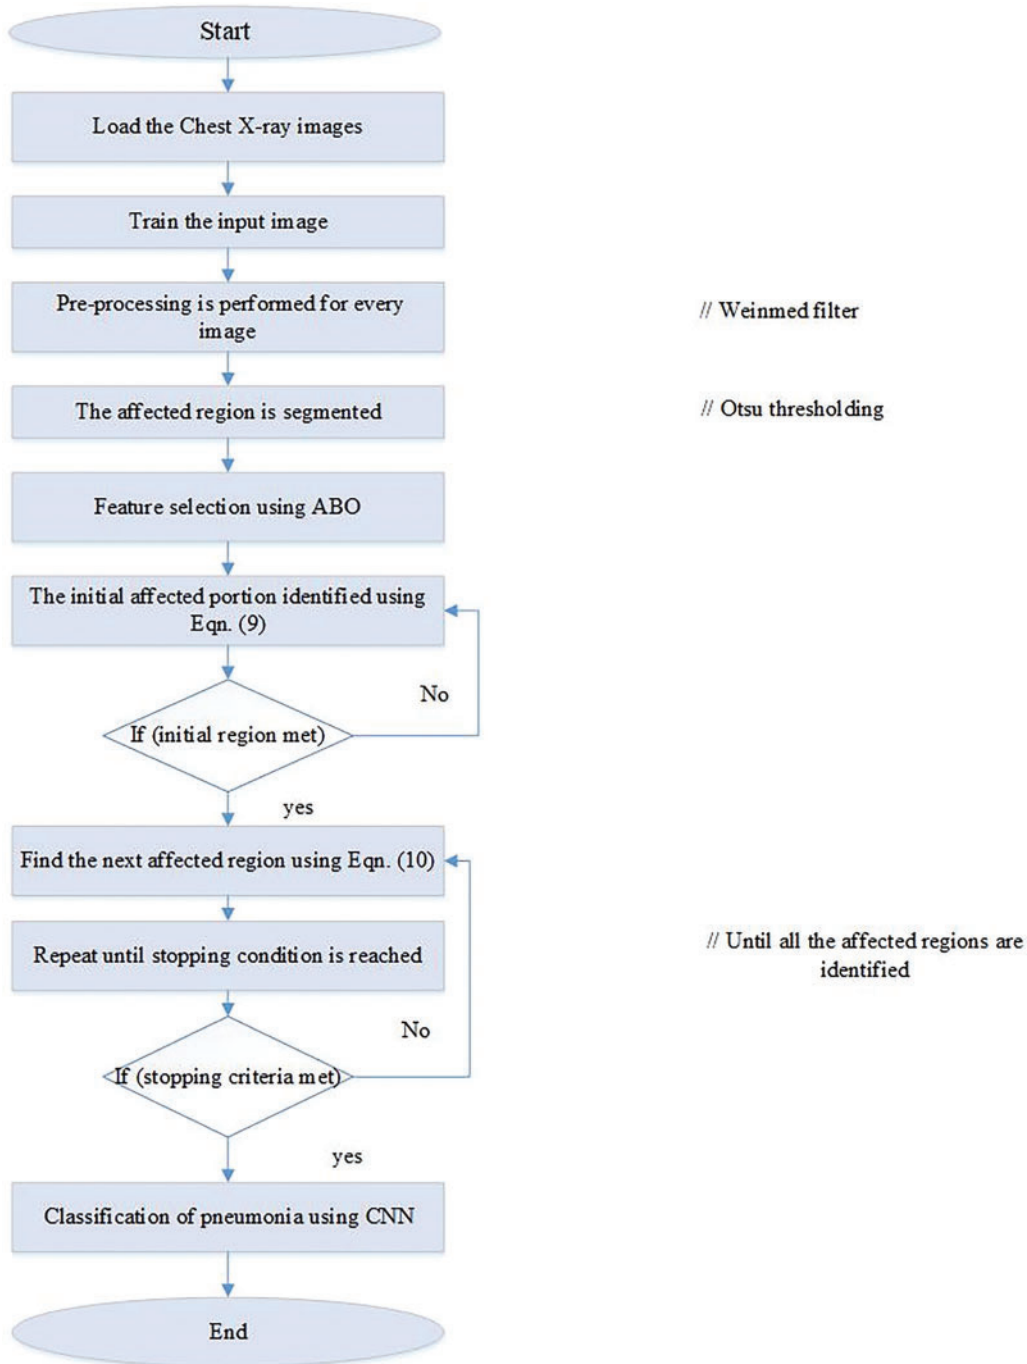 Start
Load the Chest X-ray images
Train the input image
Pre-processing is performed for every
image
// Weinmed filter
The affected region is segmented
// Otsu thresholding
Feature selection using ABO
The initial affected portion identified using
Eqn. (9)
No
If (initial region met)
yes
Find the next affected region using Eqn. (10)
Repeat until stopping condition is reached
// Until all the affected regions are
identified
No
If (stopping criteria met)
yes
Classification of pneumonia using CNN
End